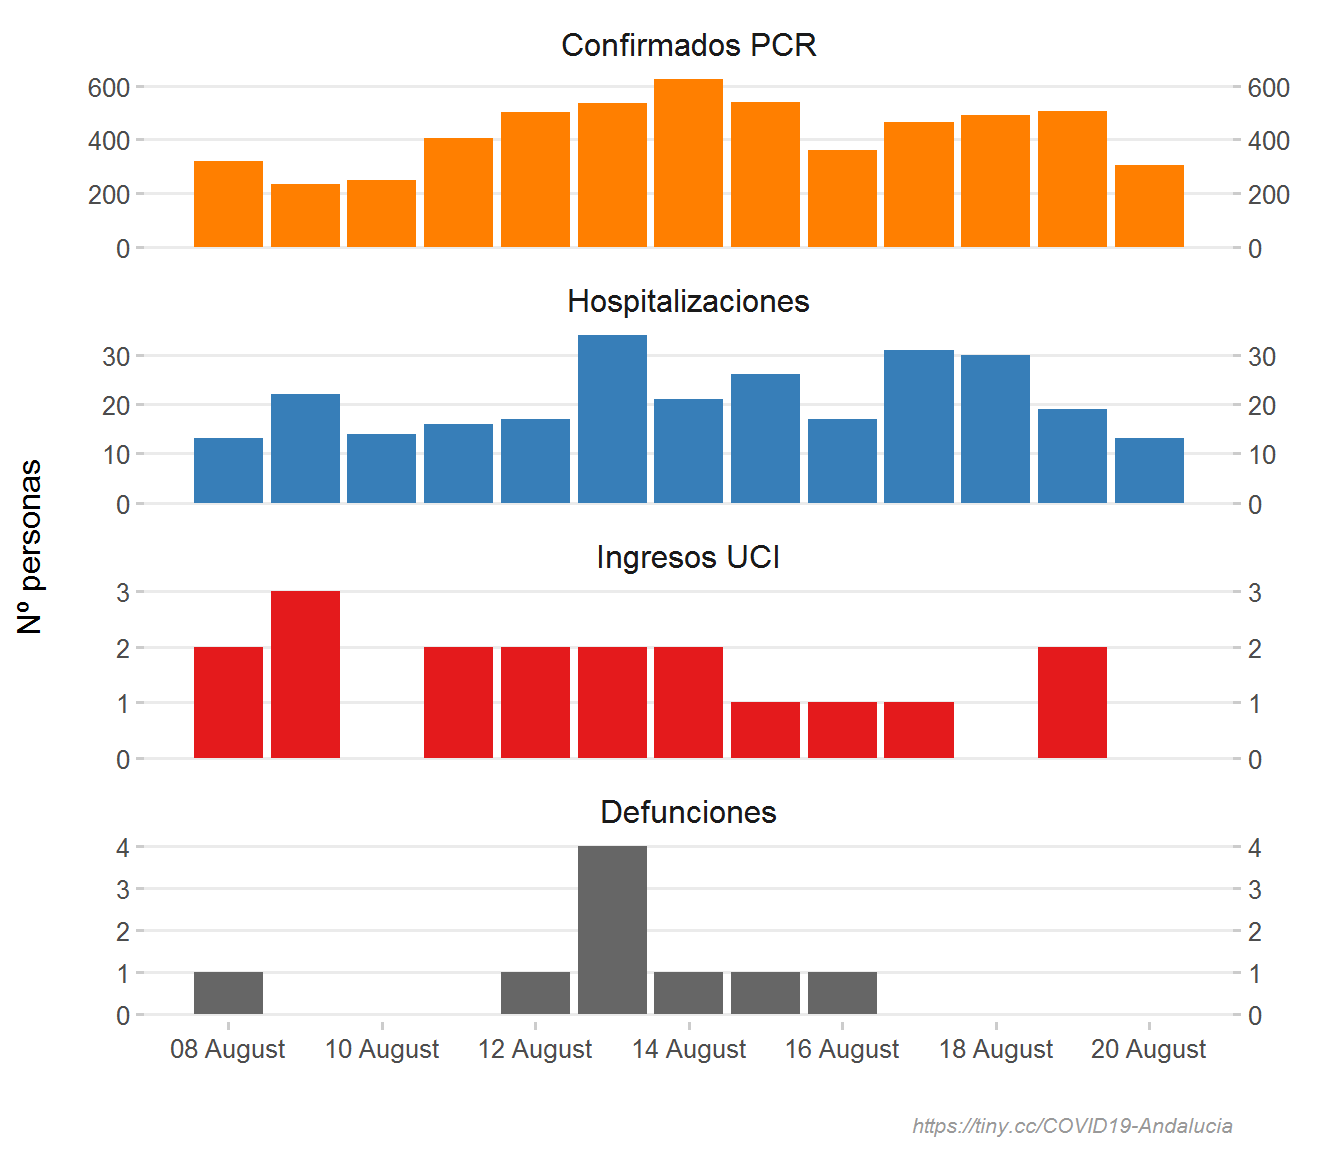 Confirmados PCR
600 600
400 400
200 200
0 0
Hospitalizaciones
30 30
20 20
10 10
0 0
Nº personas
Ingresos UCI
3 3
2 2
1 1
0 0
Defunciones
4 4
3 3
2 2
1 1
0 0
08 August 10 August 12 August 14 August 16 August 18 August 20 August
https://tiny.cc/COVID19-Andalucia